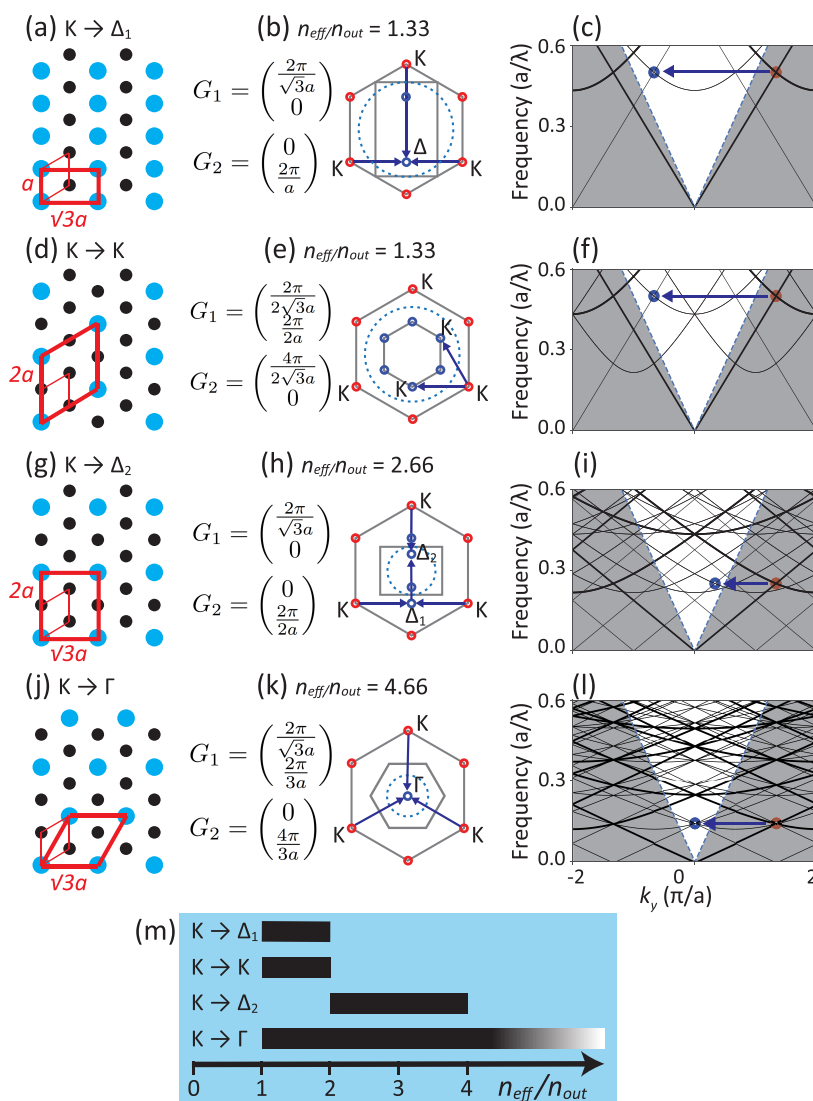 (a) K → Δ1
a
√3a
(b) neff/nout = 1.33
G1 = (2π/√3a 0)
G2 = (0 2π/a)
K
Δ
K
K
(c)
Frequency (a/λ)
0.6
0.3
0.0
(d) K → K
2a
(e) neff/nout = 1.33
G1 = (2π/2√3a 2π/2a)
G2 = (4π/2√3a 0)
K
K
K
K
K
(f)
Frequency (a/λ)
0.6
0.3
0.0
(g) K → Δ2
2a
√3a
(h) neff/nout = 2.66
G1 = (2π/√3a 0)
G2 = (0 2π/2a)
K
Δ2
K
Δ1
K
(i)
Frequency (a/λ)
0.6
0.3
0.0
(j) K → Γ
√3a
(k) neff/nout = 4.66
G1 = (2π/√3a 2π/3a)
G2 = (0 4π/3a)
K
Γ
K
K
(l)
Frequency (a/λ)
0.6
0.3
0.0
-2 0 2
ky (π/a)
(m)
K → Δ1
K → K
K → Δ2
K → Γ
0 1 2 3 4 neff/nout